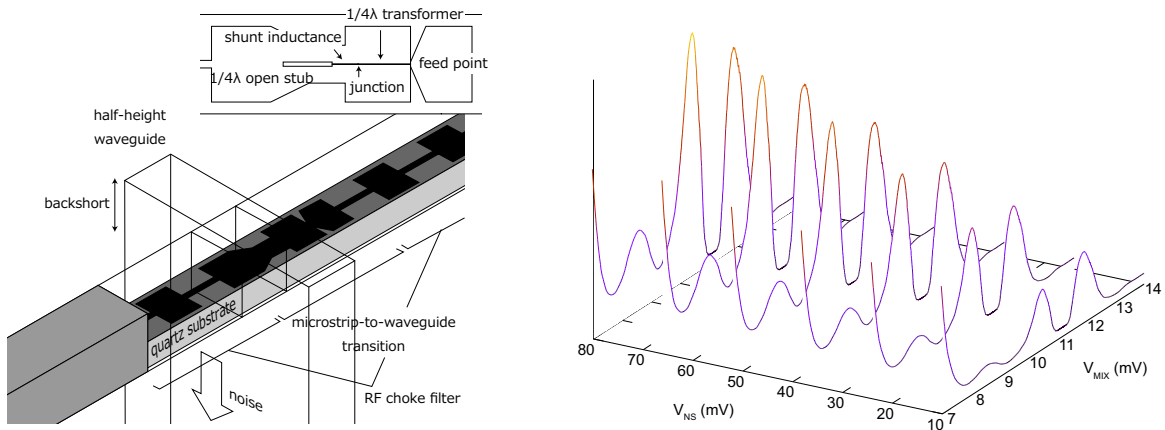 1/4λ transformer
shunt inductance
feed point
1/4λ open stub
junction
half-height
waveguide
backshort
quartz substrate
microstrip-to-waveguide
transition
noise
RF choke filter
80
70
60
50
40
30
20
10
V_NS (mV)
7
8
9
10
11
12
13
14
V_MIX (mV)